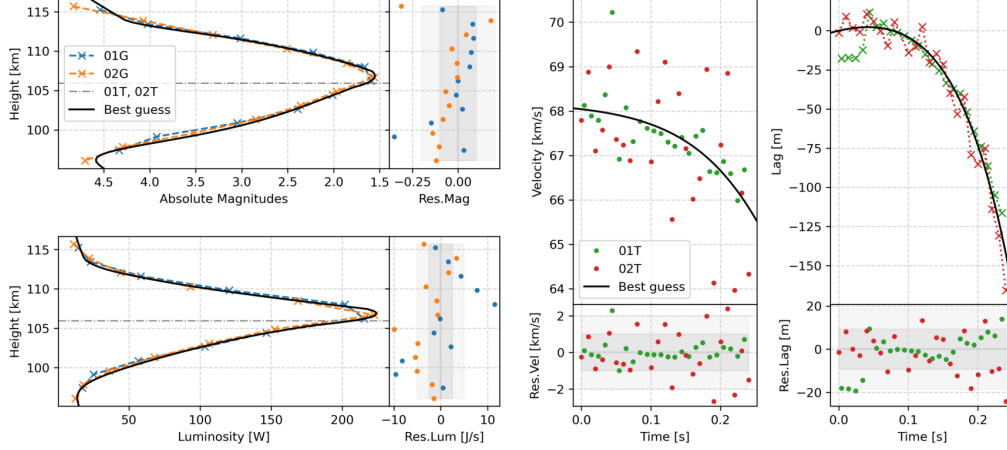 Height [km]
115
110
105
100
01G
02G
01T, 02T
Best guess
4.5
4.0
3.5
3.0
2.5
2.0
1.5
−0.25
0.00
Absolute Magnitudes
Res.Mag
Height [km]
115
110
105
100
50
100
150
200
−10
0
10
Luminosity [W]
Res.Lum [J/s]
Velocity [km/s]
70
69
68
67
66
65
64
01T
02T
Best guess
Res.Vel [km/s]
2
0
−2
0.0
0.1
0.2
Time [s]
Lag [m]
0
−25
−50
−75
−100
−125
−150
Res.Lag [m]
20
0
−20
0.0
0.1
0.2
Time [s]